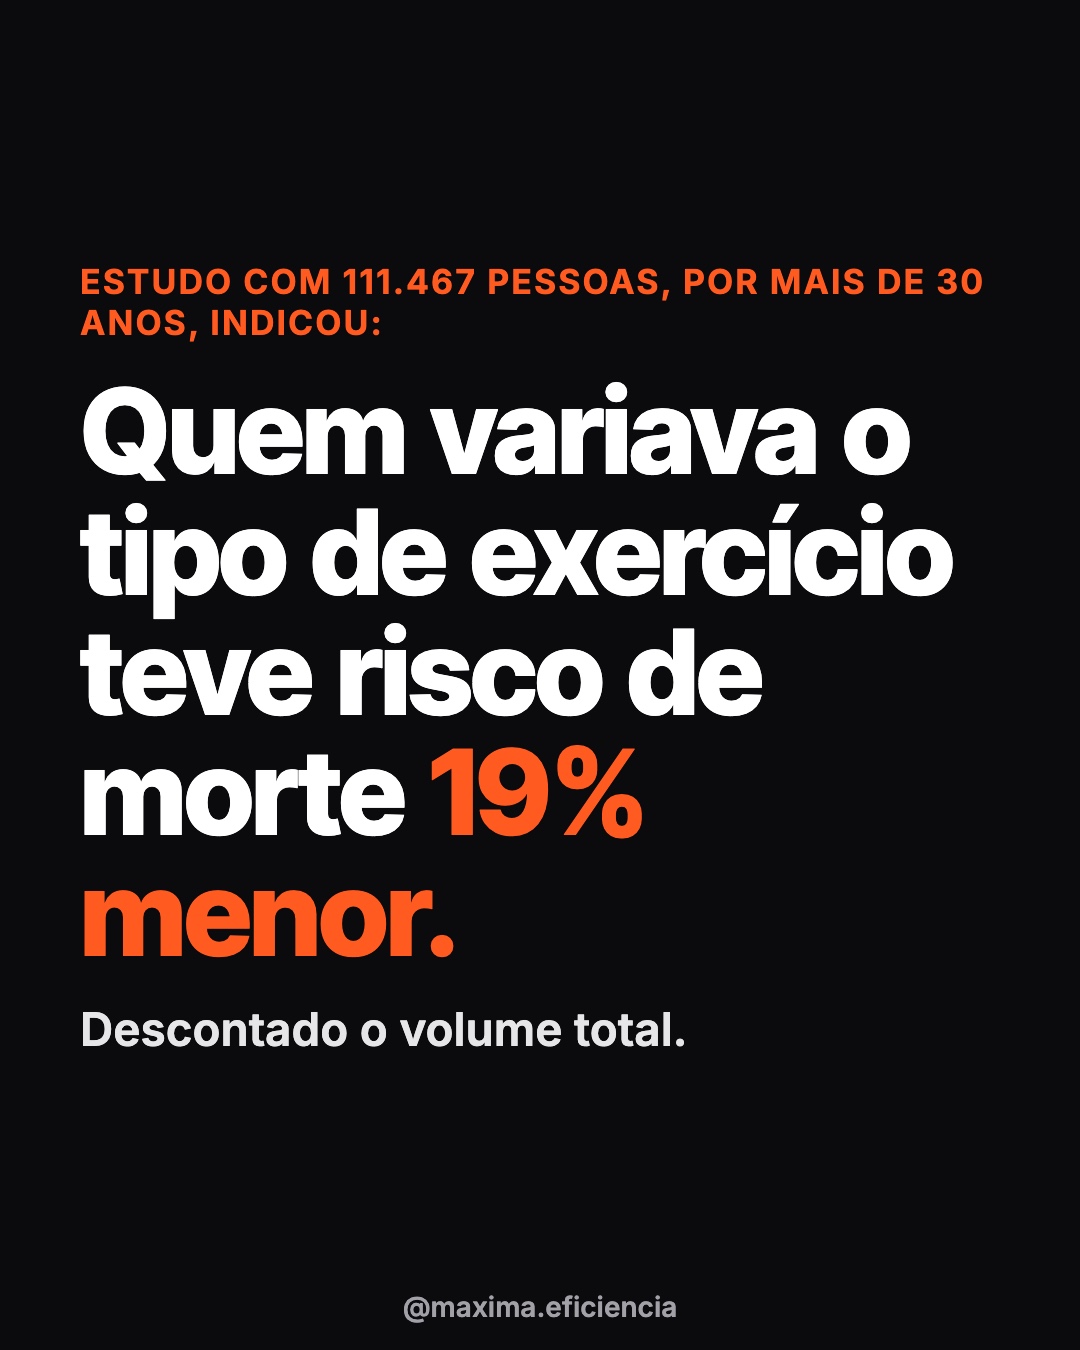 ESTUDO COM 111.467 PESSOAS, POR MAIS DE 30
ANOS, INDICOU:
Quem variava o
tipo de exercício
teve risco de
morte 19%
menor.
Descontado o volume total.
@maxima.eficiencia